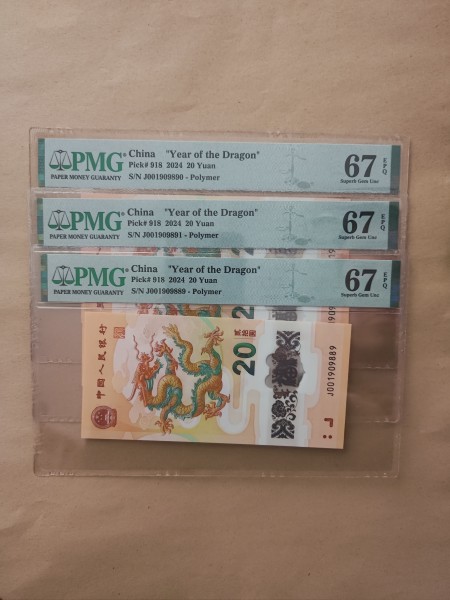 PMG
PAPER MONEY GUARANTY
China "Year of the Dragon"
Pick# 918 2024 20 Yuan
S/N J001909890 - Polymer
67 EPQ
Superb Gem Unc
PMG
PAPER MONEY GUARANTY
China "Year of the Dragon"
Pick# 918 2024 20 Yuan
S/N J001909891 - Polymer
67 EPQ
Superb Gem Unc
PMG
PAPER MONEY GUARANTY
China "Year of the Dragon"
Pick# 918 2024 20 Yuan
S/N J001909889 - Polymer
67 EPQ
Superb Gem Unc
中国人民银行
20
贰拾圆
J001909889